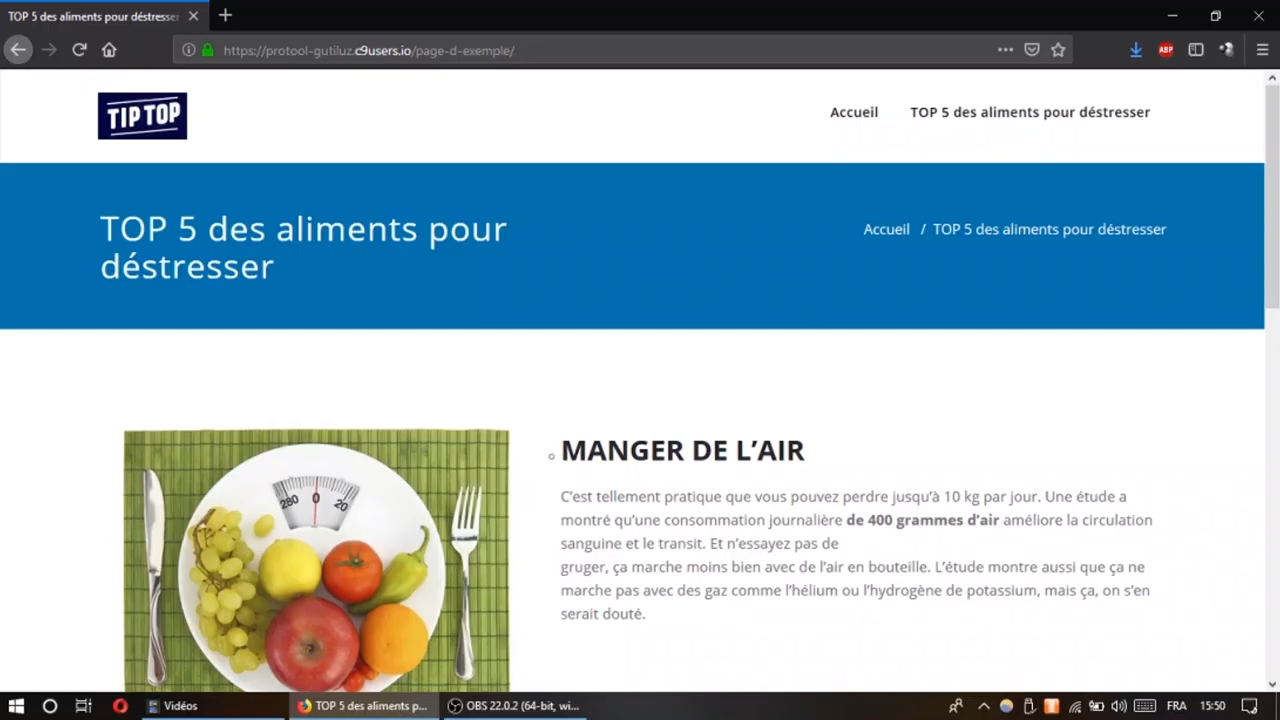 TOP 5 des aliments pour déstresser
https://protool-gutiluz.c9users.io/page-d-exemple/
ABP
TIP TOP
Accueil
TOP 5 des aliments pour déstresser
TOP 5 des aliments pour
déstresser
Accueil / TOP 5 des aliments pour déstresser
280 0 20
MANGER DE L’AIR
C’est tellement pratique que vous pouvez perdre jusqu’à 10 kg par jour. Une étude a
montré qu’une consommation journalière de 400 grammes d’air améliore la circulation
sanguine et le transit. Et n’essayez pas de
gruger, ça marche moins bien avec de l’air en bouteille. L’étude montre aussi que ça ne
marche pas avec des gaz comme l’hélium ou l’hydrogène de potassium, mais ça, on s’en
serait douté.
Vidéos
TOP 5 des aliments p...
OBS 22.0.2 (64-bit, wi...
FRA
15:50